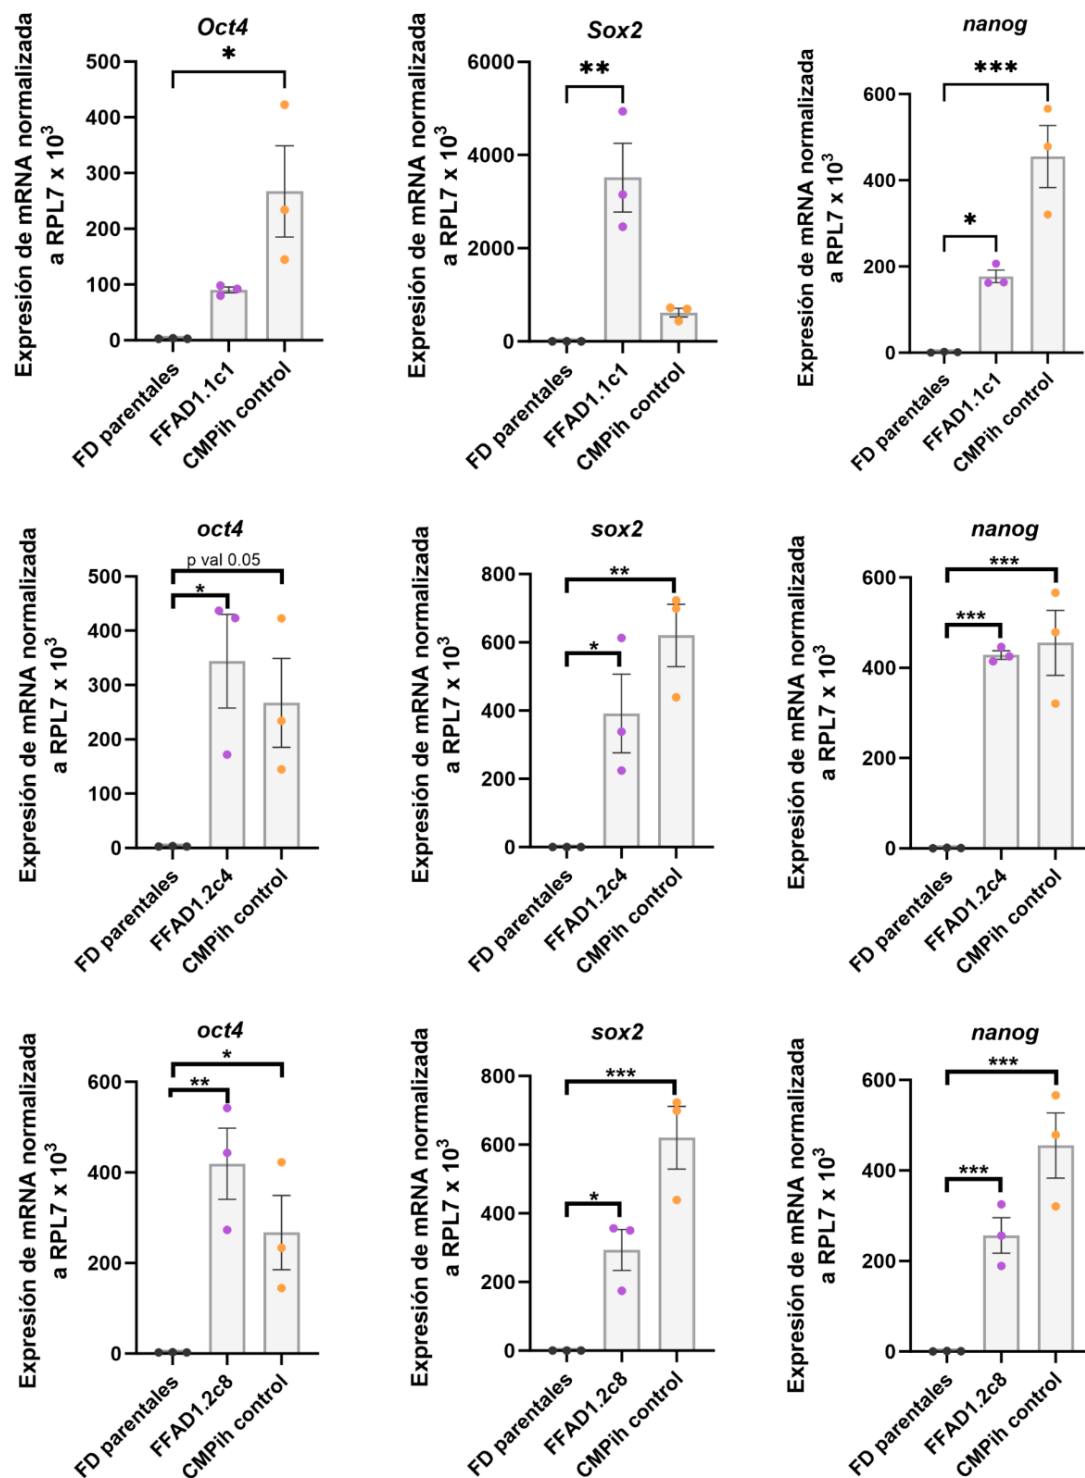 Oct4
Expresión de mRNA normalizada
a RPL7 x 10³
500
400
300
200
100
0
*
FD parentales
FFAD1.1c1
CMPih control
Sox2
Expresión de mRNA normalizada
a RPL7 x 10³
6000
4000
2000
0
**
FD parentales
FFAD1.1c1
CMPih control
nanog
Expresión de mRNA normalizada
a RPL7 x 10³
600
400
200
0
***
*
FD parentales
FFAD1.1c1
CMPih control
oct4
Expresión de mRNA normalizada
a RPL7 x 10³
500
400
300
200
100
0
p val 0.05
*
FD parentales
FFAD1.2c4
CMPih control
sox2
Expresión de mRNA normalizada
a RPL7 x 10³
800
600
400
200
0
**
*
FD parentales
FFAD1.2c4
CMPih control
nanog
Expresión de mRNA normalizada
a RPL7 x 10³
600
400
200
0
***
***
FD parentales
FFAD1.2c4
CMPih control
oct4
Expresión de mRNA normalizada
a RPL7 x 10³
600
400
200
0
*
**
FD parentales
FFAD1.2c8
CMPih control
sox2
Expresión de mRNA normalizada
a RPL7 x 10³
800
600
400
200
0
***
*
FD parentales
FFAD1.2c8
CMPih control
nanog
Expresión de mRNA normalizada
a RPL7 x 10³
600
400
200
0
***
***
FD parentales
FFAD1.2c8
CMPih control